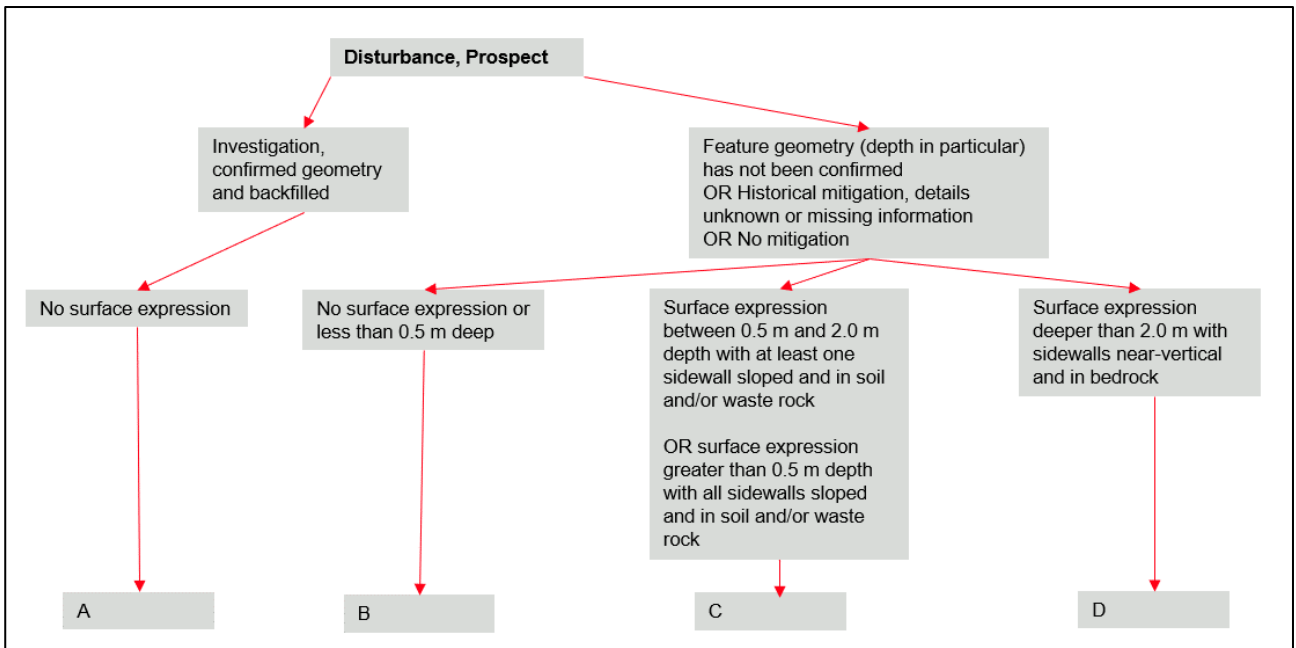 Disturbance, Prospect
Investigation,
confirmed geometry
and backfilled
Feature geometry (depth in particular)
has not been confirmed
OR Historical mitigation, details
unknown or missing information
OR No mitigation
No surface expression
No surface expression or
less than 0.5 m deep
Surface expression
between 0.5 m and 2.0 m
depth with at least one
sidewall sloped and in soil
and/or waste rock
OR surface expression
greater than 0.5 m depth
with all sidewalls sloped
and in soil and/or waste
rock
Surface expression
deeper than 2.0 m with
sidewalls near-vertical
and in bedrock
A
B
C
D